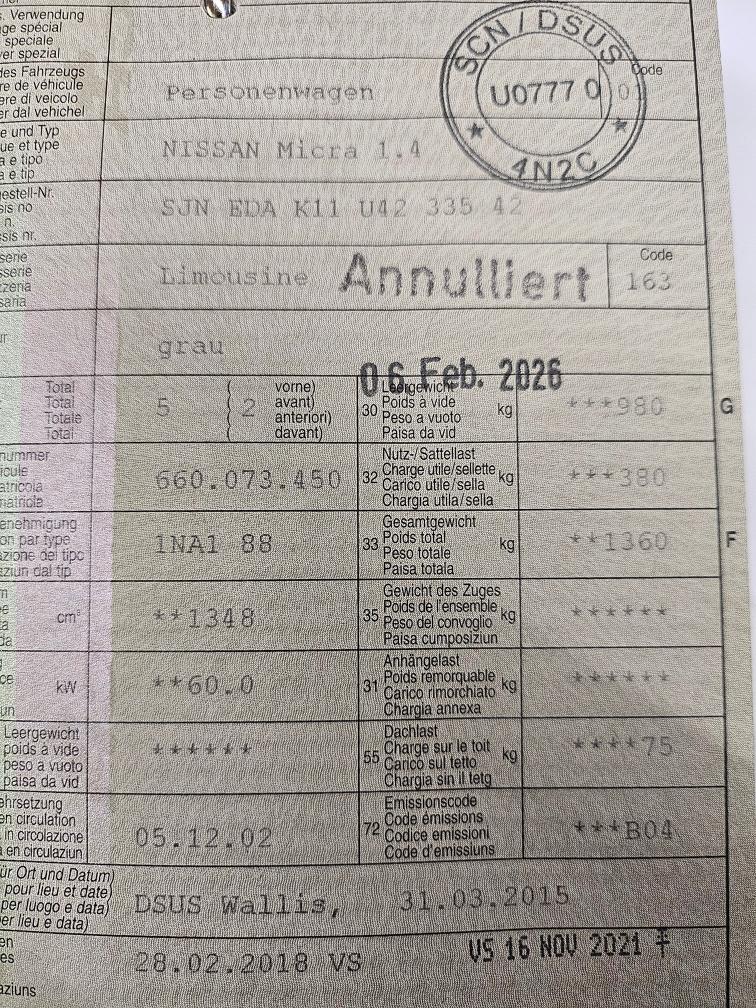 . Verwendung
ge spécial
speciale
er spezial
des Fahrzeugs
re de véhicule
ere di veicolo
er dal vehichel
Personenwagen
Code
SCN / DSUS
U0777 0
4N2C
e und Typ
ue et type
a e tipo
a e tip
NISSAN Micra 1.4
estell-Nr.
sis no
n.
sis nr.
SJN EDA K11 U42 335 42
serie
sserie
zzeria
saria
Limousine
Annulliert
Code
163
grau
06. Feb. 2026
Total
Total
Totale
Total
5
2
vorne)
avant)
anteriori)
davant)
30
Leergewicht
Poids à vide
Peso a vuoto
Paisa da vid
kg
***980
G
nummer
icule
atricola
matricle
660.073.450
32
Nutz-/Sattellast
Charge utile/sellette
Carico utile/sella
Chargia utila/sella
kg
***380
enehmigung
on par type
zione del tipo
ziun dal tip
1NA1 88
33
Gesamtgewicht
Poids total
Peso totale
Paisa totala
kg
**1360
F
cm³
**1348
35
Gewicht des Zuges
Poids de l'ensemble
Peso del convoglio
Paisa cumposiziun
kg
******
kW
**60.0
31
Anhängelast
Poids remorquable
Carico rimorchiato
Chargia annexa
kg
******
Leergewicht
poids à vide
peso a vuoto
paisa da vid
******
55
Dachlast
Charge sur le toit
Carico sul tetto
Chargia sin il tetg
kg
****75
ehrsetzung
en circulation
in circolazione
en circulaziun
05.12.02
72
Emissionscode
Code émissions
Codice emissioni
Code d'emissiuns
***B04
ür Ort und Datum)
pour lieu et date)
per luogo e data)
er lieu e data)
DSUS Wallis, 31.03.2015
en
es
aziuns
28.02.2018 VS
VS 16 NOV 2021